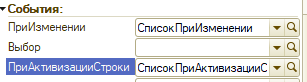 События:
ПриИзменении СписокПриИзменении
Выбор
ПриАктивизацииСтроки СписокПриАктивизациис